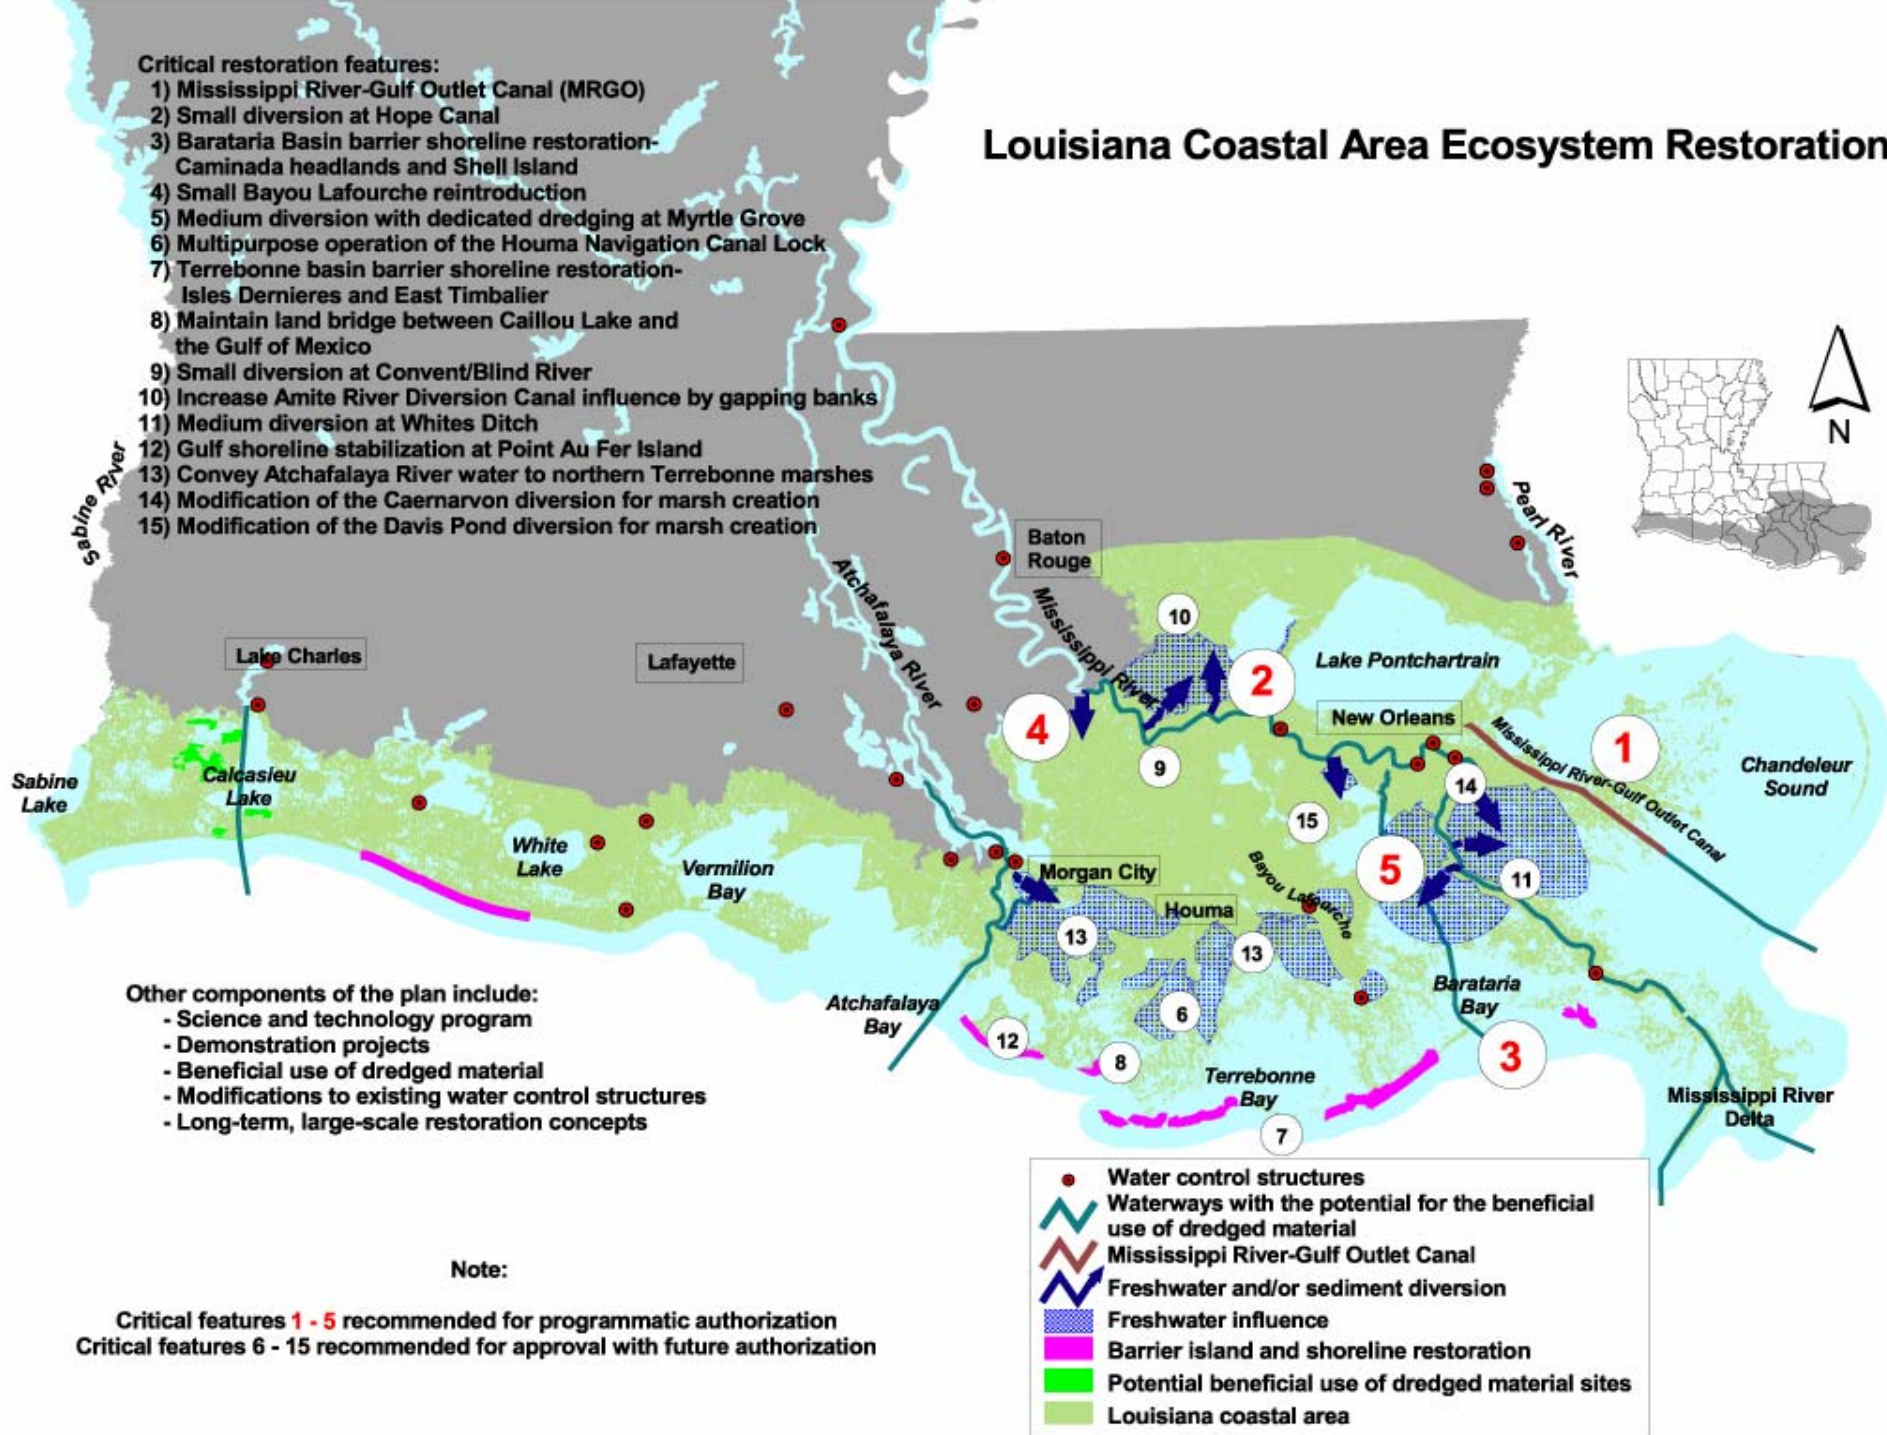 Louisiana Coastal Area Ecosystem Restoration
Critical restoration features:
1) Mississippi River-Gulf Outlet Canal (MRGO)
2) Small diversion at Hope Canal
3) Barataria Basin barrier shoreline restoration-
Caminada headlands and Shell Island
4) Small Bayou Lafourche reintroduction
5) Medium diversion with dedicated dredging at Myrtle Grove
6) Multipurpose operation of the Houma Navigation Canal Lock
7) Terrebonne basin barrier shoreline restoration-
Isles Dernieres and East Timbalier
8) Maintain land bridge between Caillou Lake and
the Gulf of Mexico
9) Small diversion at Convent/Blind River
10) Increase Amite River Diversion Canal influence by gapping banks
11) Medium diversion at Whites Ditch
12) Gulf shoreline stabilization at Point Au Fer Island
13) Convey Atchafalaya River water to northern Terrebonne marshes
14) Modification of the Caernarvon diversion for marsh creation
15) Modification of the Davis Pond diversion for marsh creation
N
Sabine River
Pearl River
Baton
Rouge
Atchafalaya River
Mississippi River
10
Lake Charles
Lafayette
2
Lake Pontchartrain
4
New Orleans
1
Mississippi River-Gulf Outlet Canal
9
Chandeleur
Sound
Sabine
Lake
Calcasieu
Lake
14
15
White
Lake
Vermilion
Bay
Morgan City
Bayou Lafourche
5
11
Houma
13
13
Atchafalaya
Bay
6
Barataria
Bay
12
8
3
Terrebonne
Bay
7
Mississippi River
Delta
Other components of the plan include:
- Science and technology program
- Demonstration projects
- Beneficial use of dredged material
- Modifications to existing water control structures
- Long-term, large-scale restoration concepts
Note:
Critical features 1 - 5 recommended for programmatic authorization
Critical features 6 - 15 recommended for approval with future authorization
Water control structures
Waterways with the potential for the beneficial
use of dredged material
Mississippi River-Gulf Outlet Canal
Freshwater and/or sediment diversion
Freshwater influence
Barrier island and shoreline restoration
Potential beneficial use of dredged material sites
Louisiana coastal area